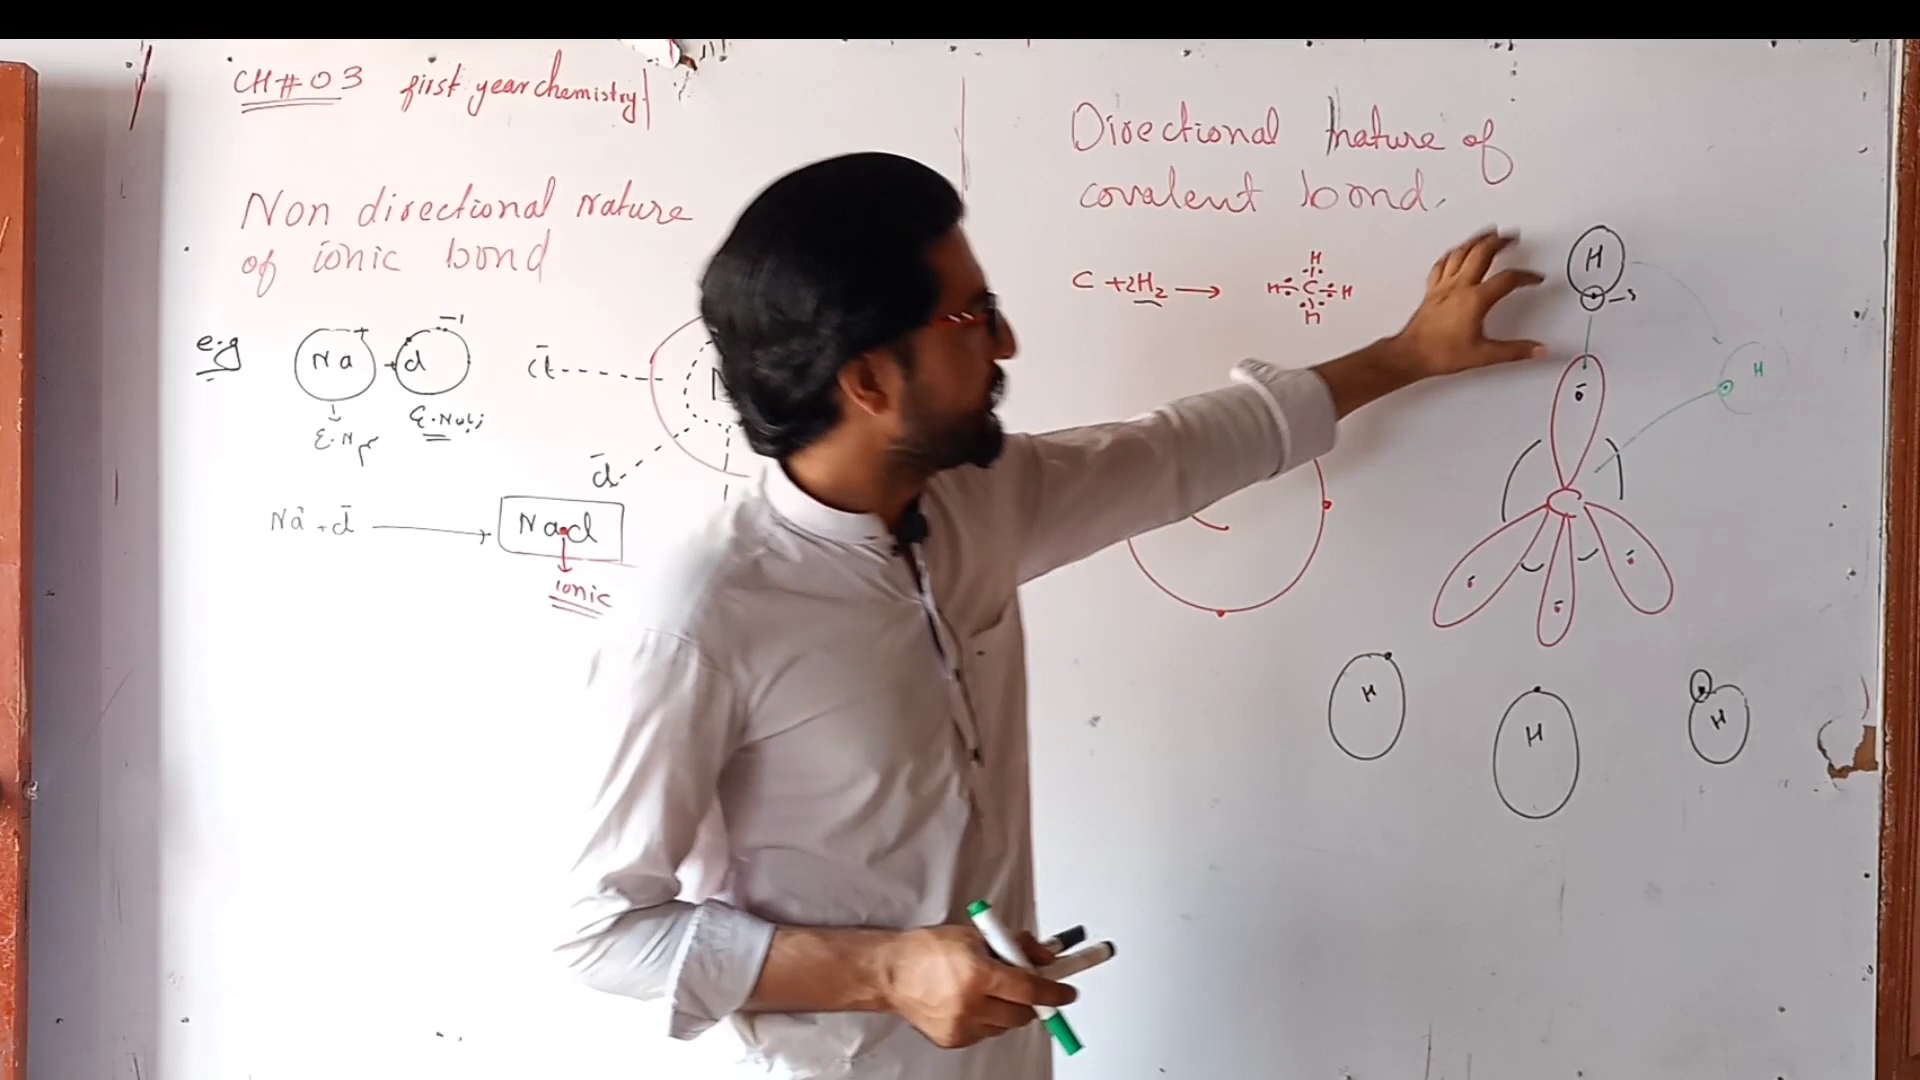 CH#03 first year chemistry
Non directional nature
of ionic bond
e.g
Na + Cl -1
E.N
Na+ + Cl- → NaCl
ionic
Cl-
Cl-
N
Directional nature of
covalent bond.
C + 2H2 →
H
H C H
H
H
s
H
C
H
H
H